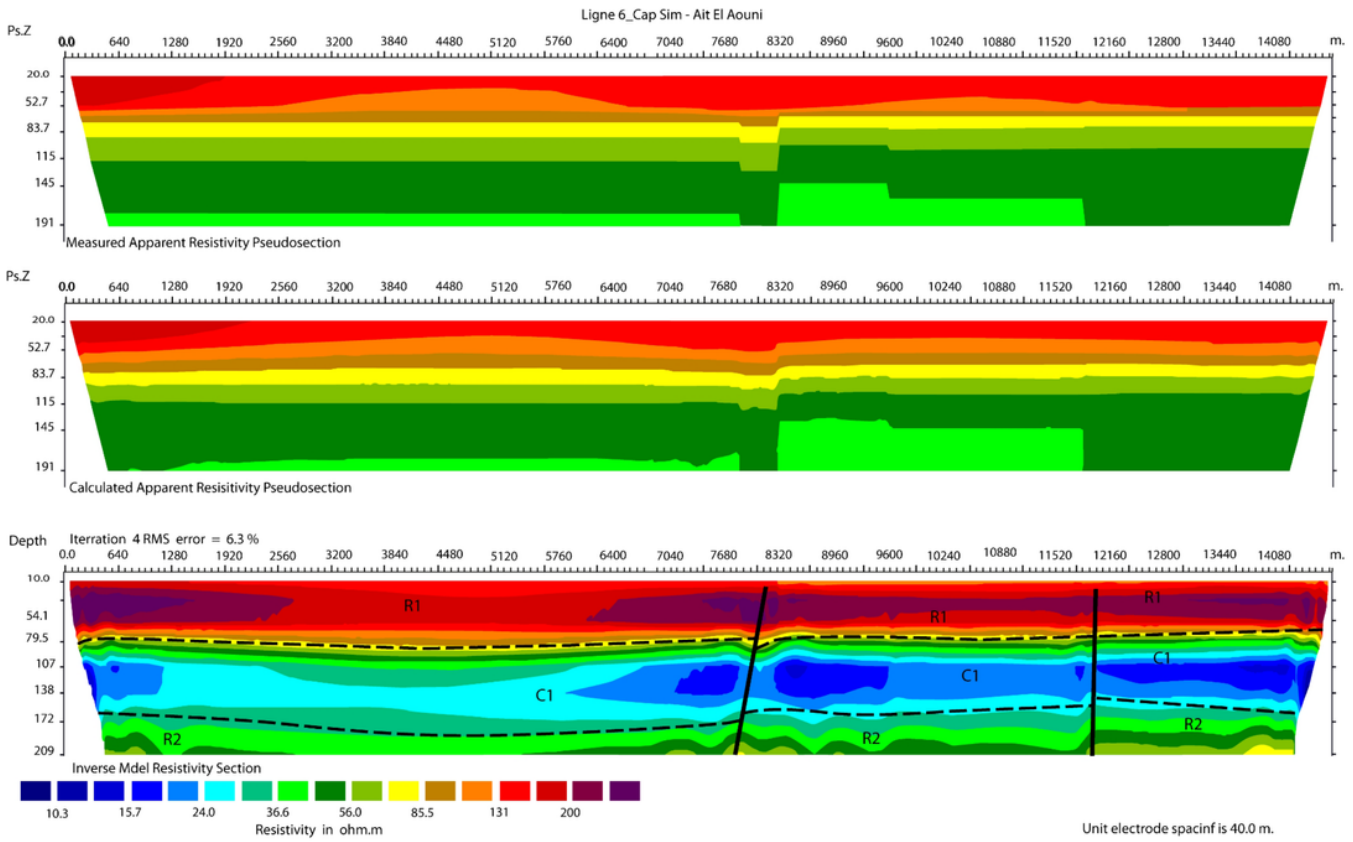 Ligne 6_Cap Sim - Ait El Aouni
Ps.Z
0.0 640 1280 1920 2560 3200 3840 4480 5120 5760 6400 7040 7680 8320 8960 9600 10240 10880 11520 12160 12800 13440 14080 m.
20.0
52.7
83.7
115
145
191
Measured Apparent Resistivity Pseudosection
Ps.Z
0.0 640 1280 1920 2560 3200 3840 4480 5120 5760 6400 7040 7680 8320 8960 9600 10240 10880 11520 12160 12800 13440 14080 m.
20.0
52.7
83.7
115
145
191
Calculated Apparent Resisitivity Pseudosection
Depth Iterration 4 RMS error = 6.3 %
0.0 640 1280 1920 2560 3200 3840 4480 5120 5760 6400 7040 7680 8320 8960 9600 10240 10880 11520 12160 12800 13440 14080 m.
10.0
R1 R1 R1
54.1
79.5
107
C1 C1 C1
138
172
R2 R2 R2
209
Inverse Mdel Resistivity Section
10.3 15.7 24.0 36.6 56.0 85.5 131 200
Resistivity in ohm.m
Unit electrode spacinf is 40.0 m.